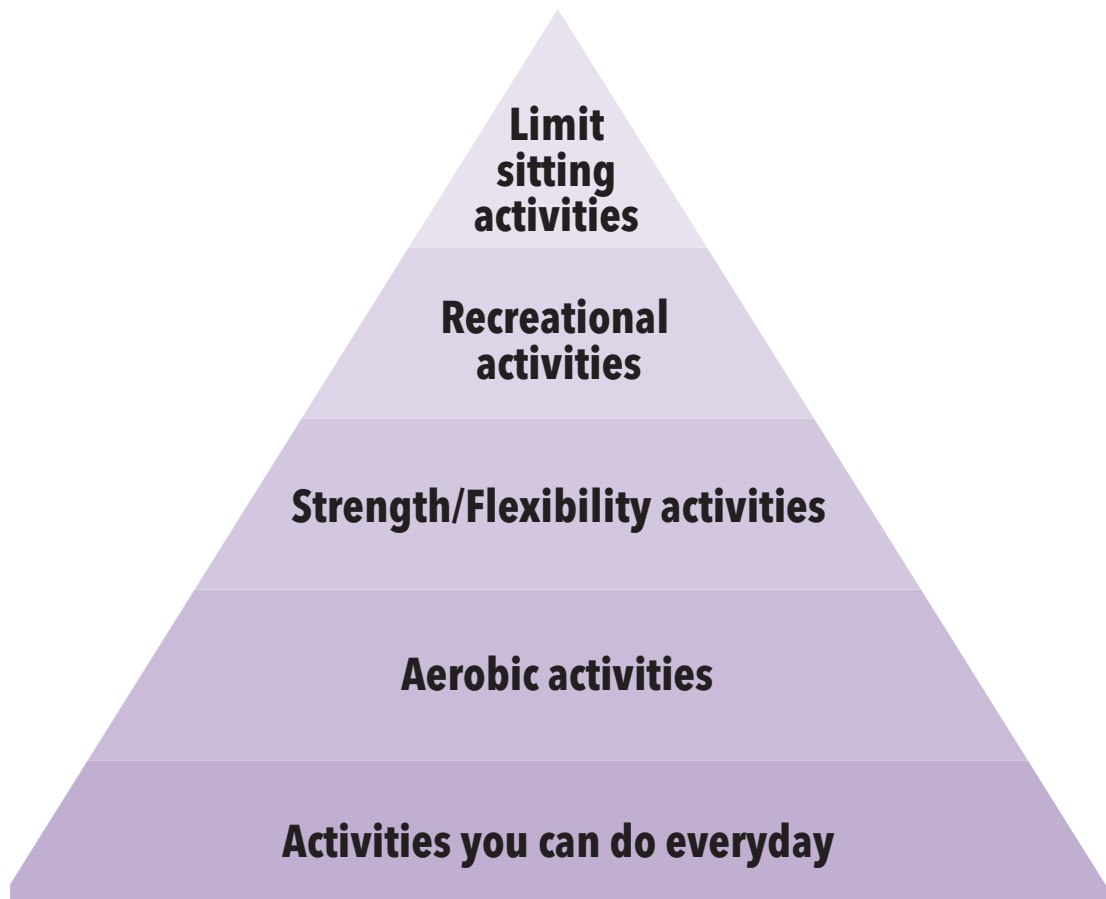 Limit
sitting
activities
Recreational
activities
Strength/Flexibility activities
Aerobic activities
Activities you can do everyday